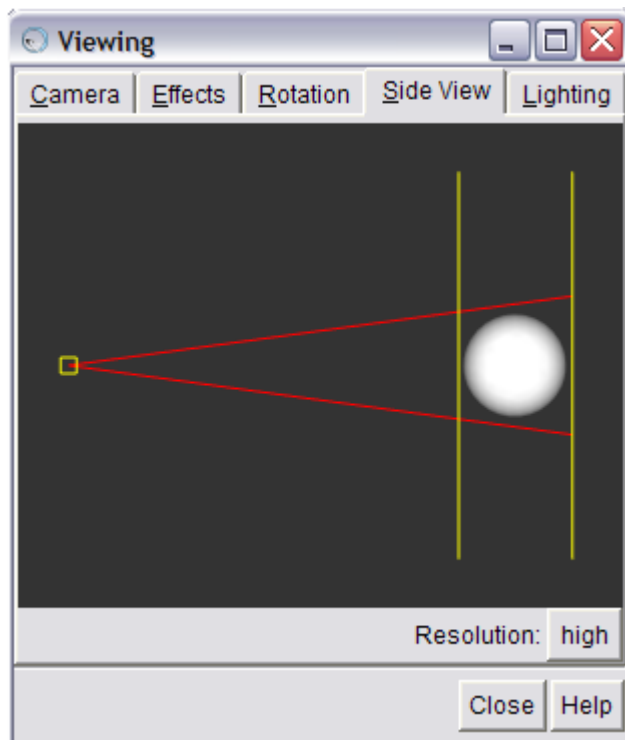 Viewing
Camera Effects Rotation Side View Lighting
Resolution: high
Close Help